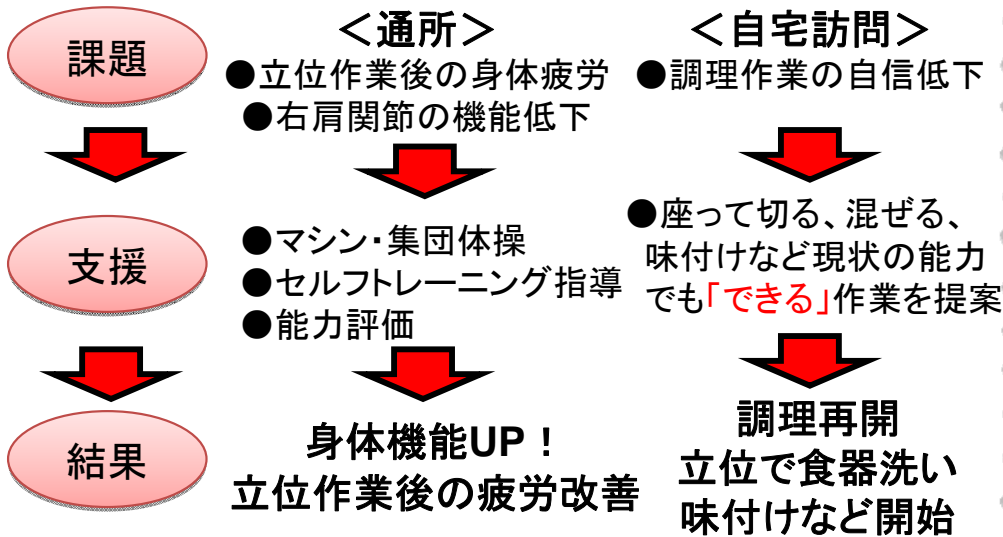 課題
＜通所＞
●立位作業後の身体疲労
●右肩関節の機能低下
＜自宅訪問＞
●調理作業の自信低下
支援
●マシン・集団体操
●セルフトレーニング指導
●能力評価
●座って切る、混ぜる、
味付けなど現状の能力
でも「できる」作業を提案
結果
身体機能UP！
立位作業後の疲労改善
調理再開
立位で食器洗い
味付けなど開始